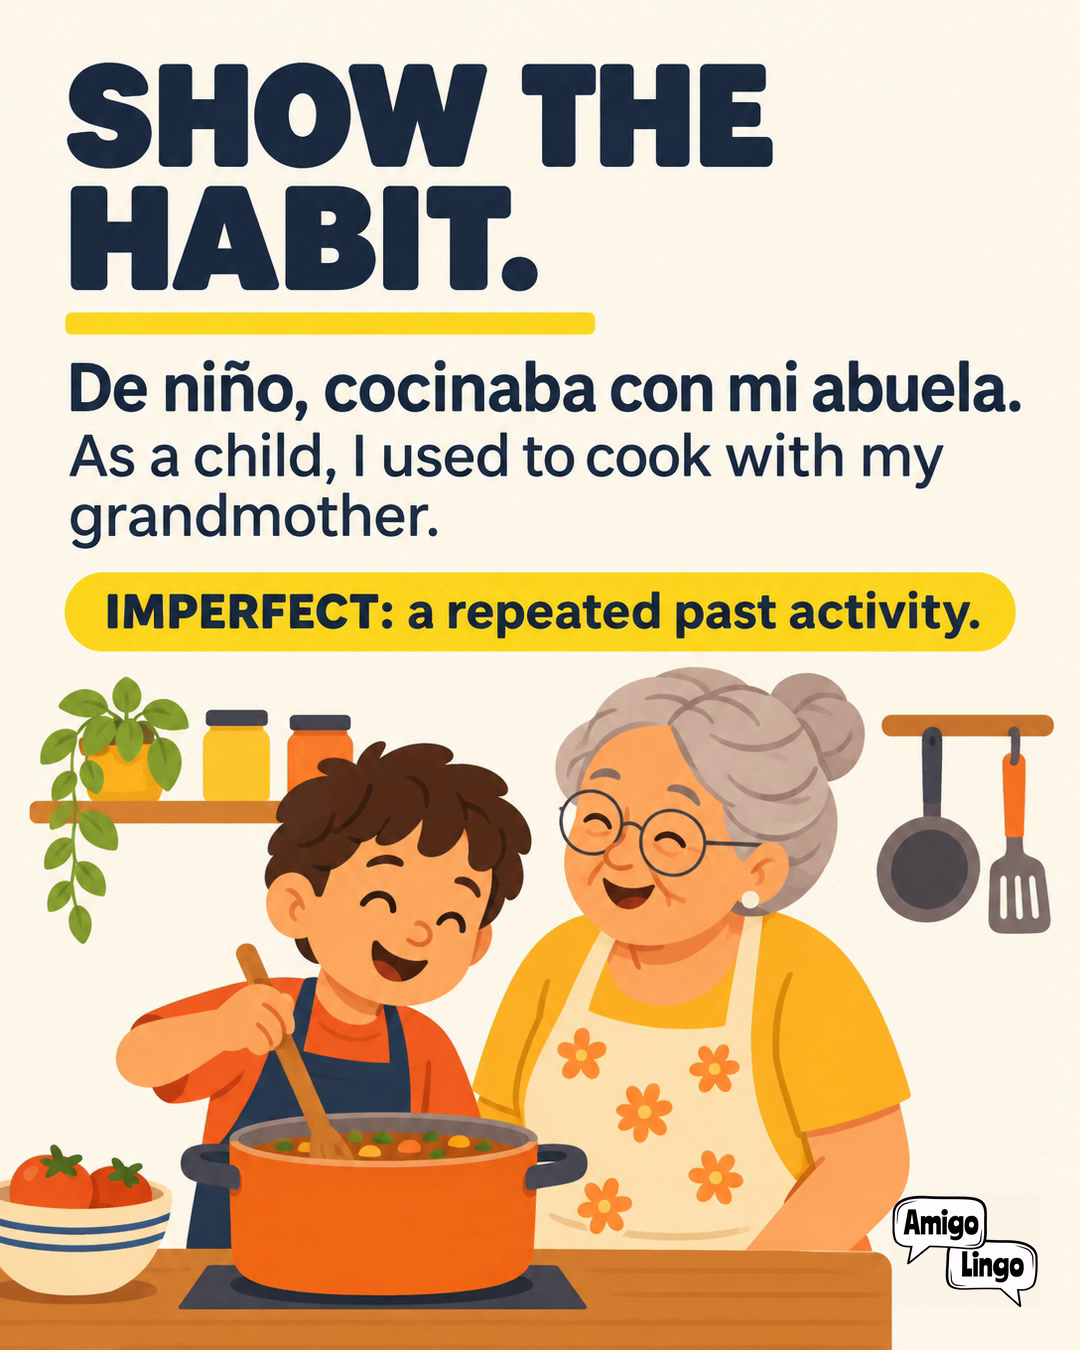 SHOW THE
HABIT.
De niño, cocinaba con mi abuela.
As a child, I used to cook with my
grandmother.
IMPERFECT: a repeated past activity.
Amigo
Lingo